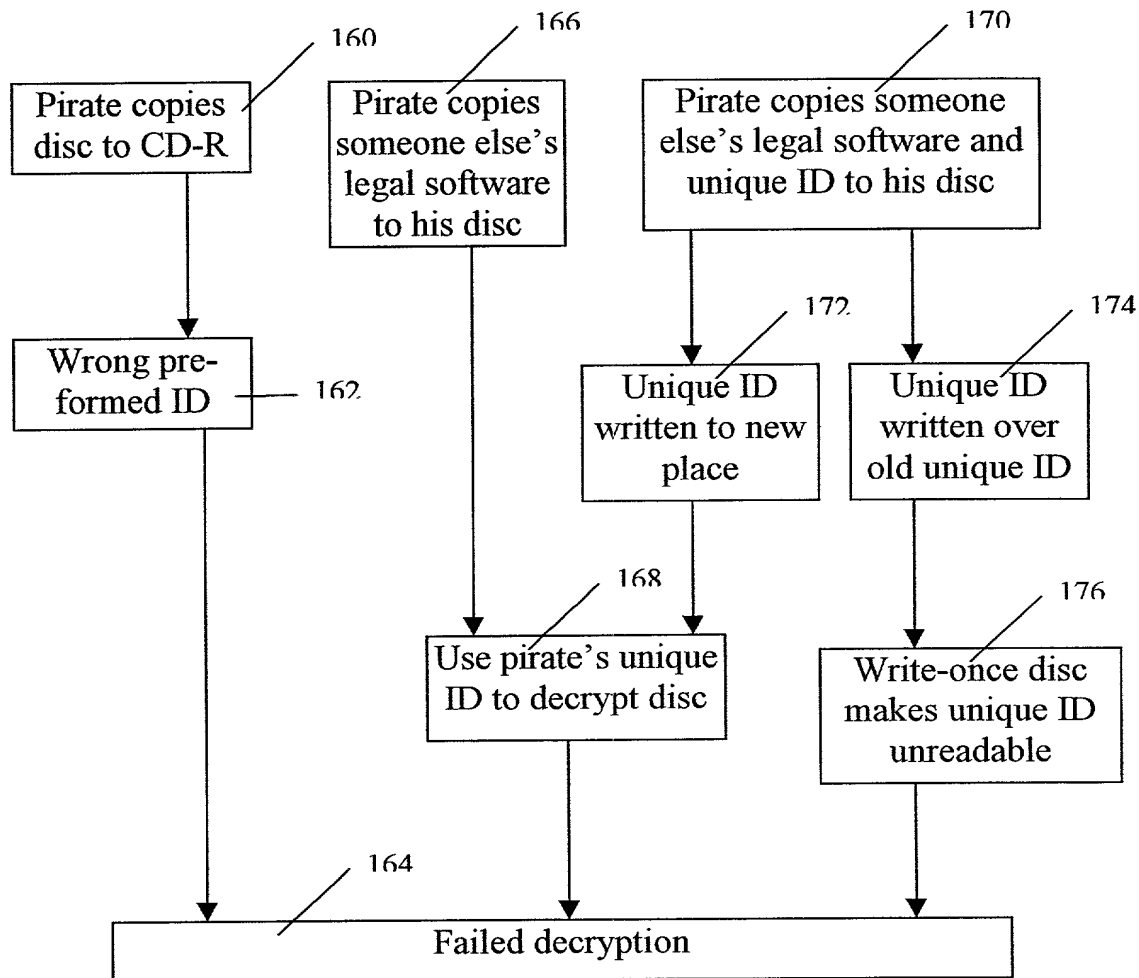 160
Pirate copies
disc to CD-R
166
Pirate copies
someone else's
legal software
to his disc
170
Pirate copies someone
else's legal software and
unique ID to his disc
Wrong pre-
formed ID
162
172
Unique ID
written to new
place
174
Unique ID
written over
old unique ID
168
Use pirate's unique
ID to decrypt disc
176
Write-once disc
makes unique ID
unreadable
164
Failed decryption